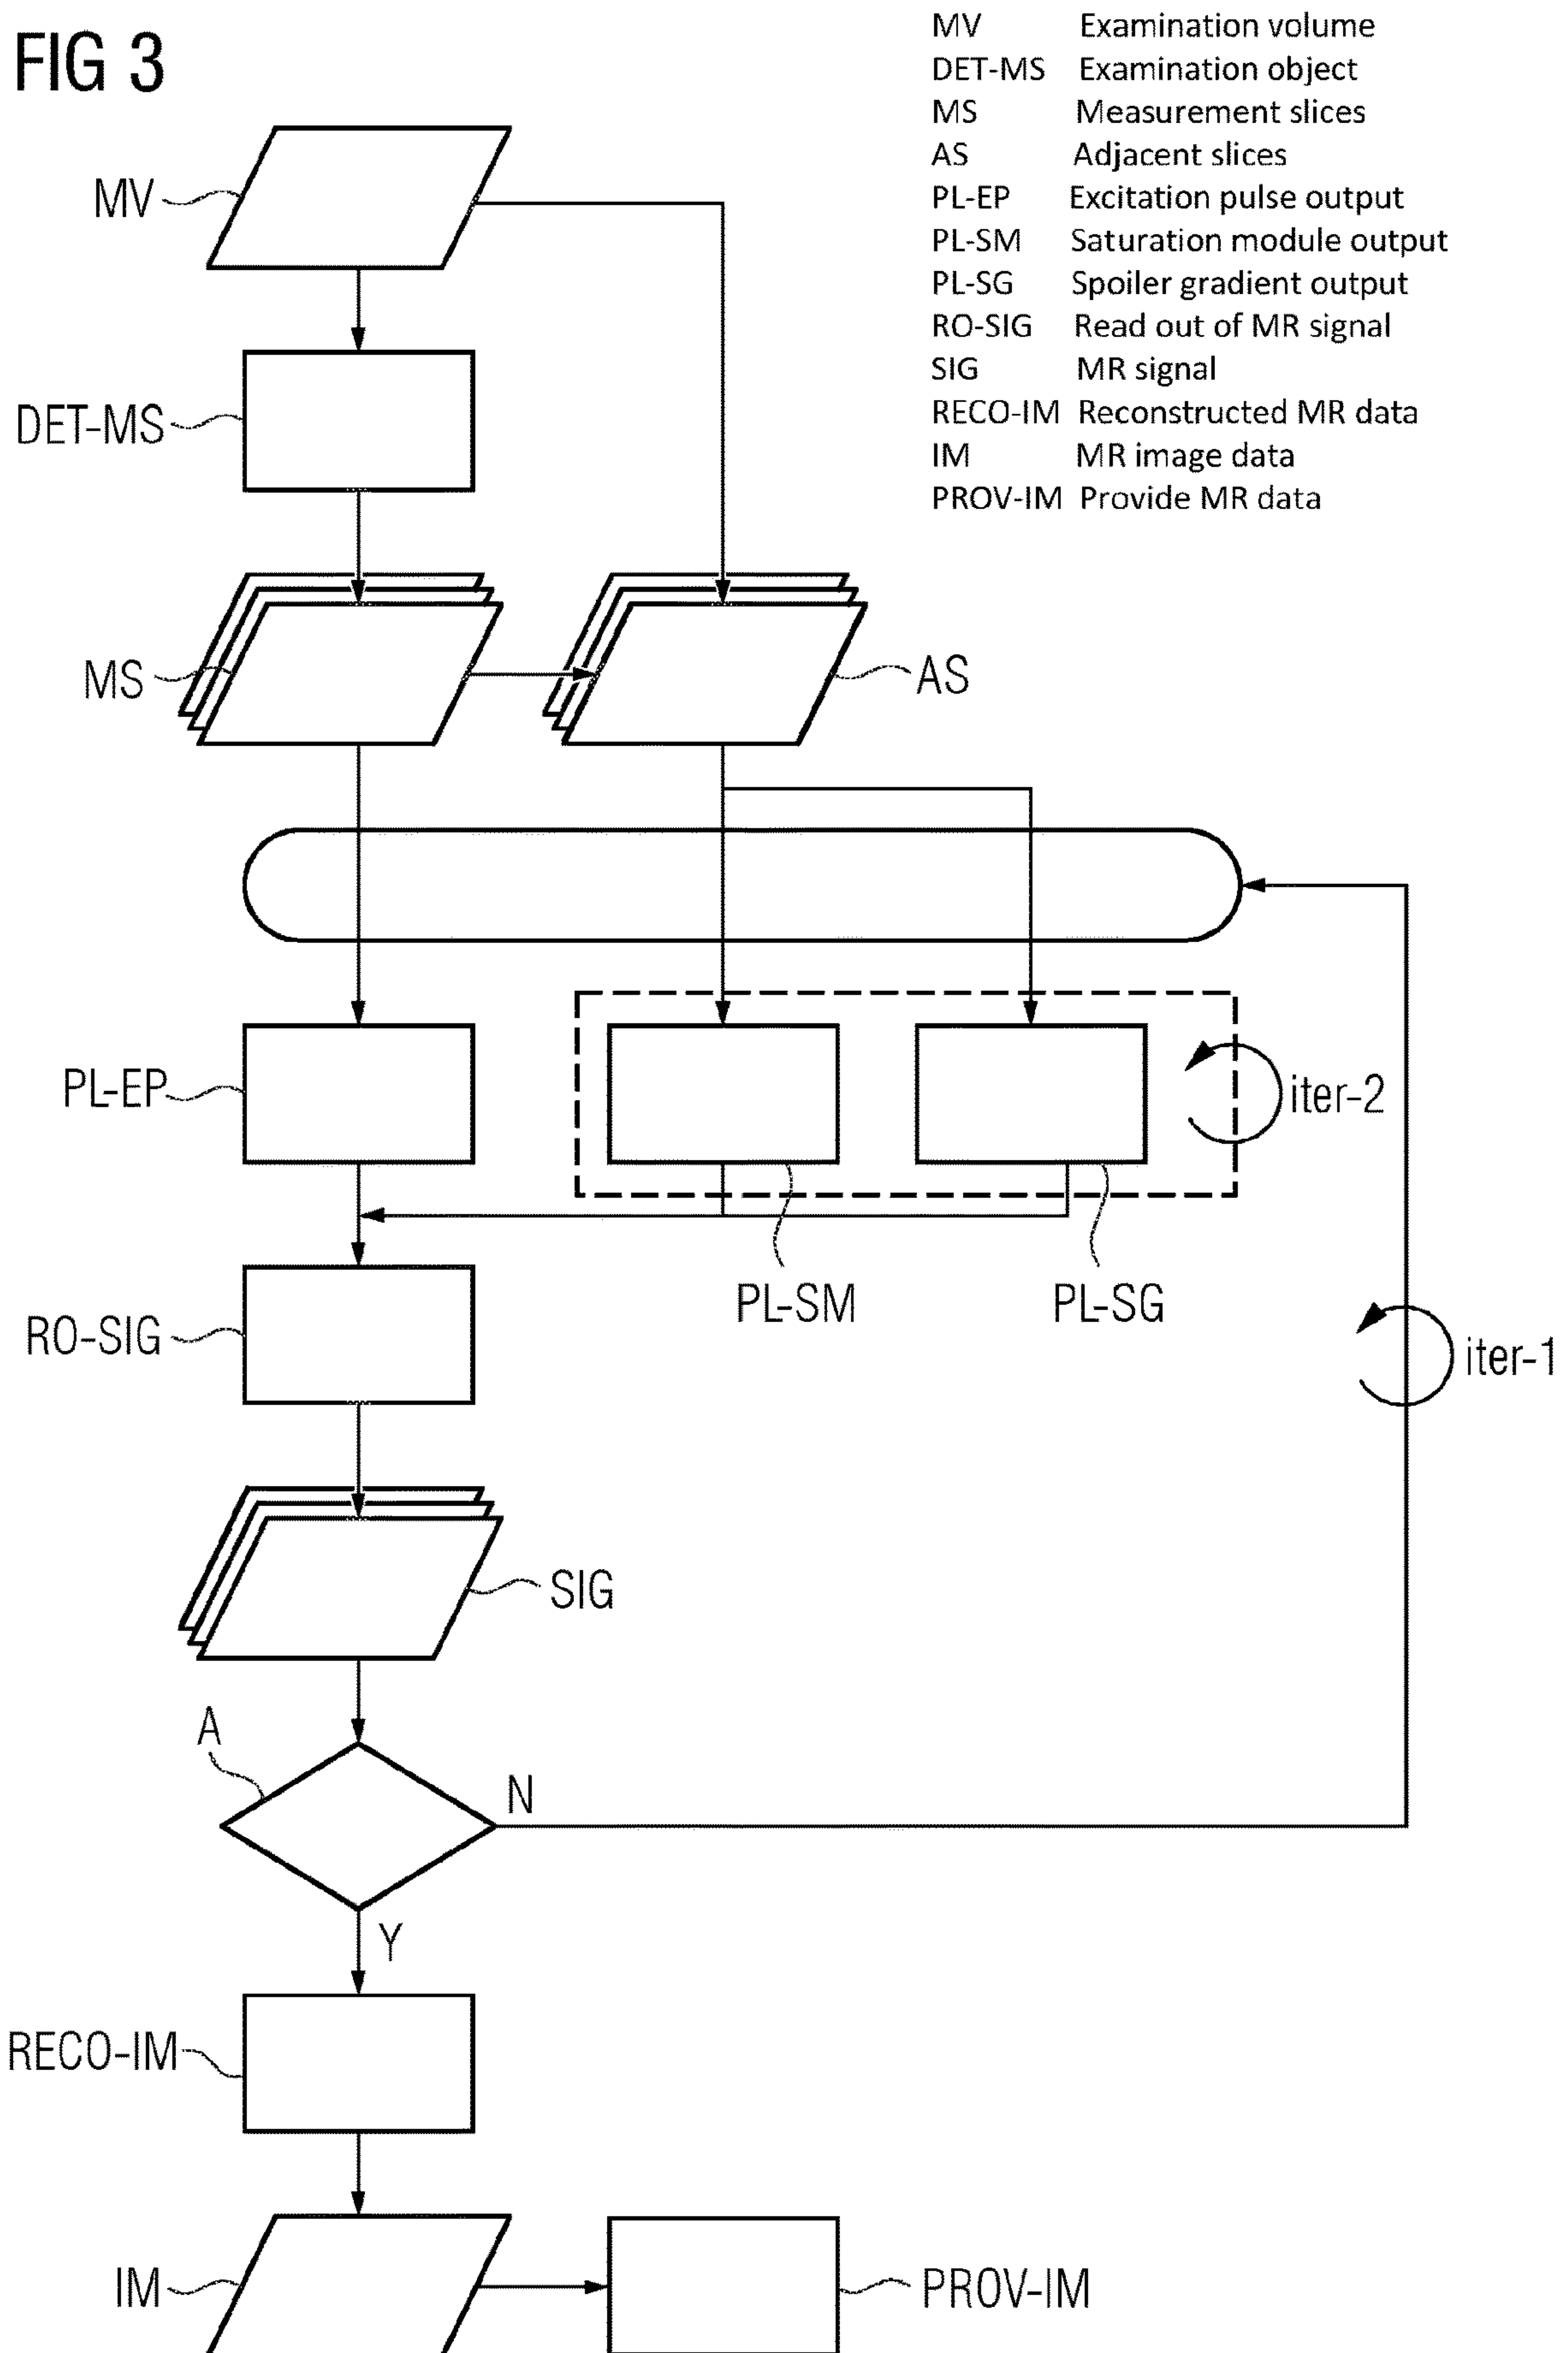 FIG 3
MV Examination volume
DET-MS Examination object
MS Measurement slices
AS Adjacent slices
PL-EP Excitation pulse output
PL-SM Saturation module output
PL-SG Spoiler gradient output
RO-SIG Read out of MR signal
SIG MR signal
RECO-IM Reconstructed MR data
IM MR image data
PROV-IM Provide MR data
MV
DET-MS
MS
AS
PL-EP
iter-2
PL-SM
PL-SG
RO-SIG
iter-1
SIG
A
N
Y
RECO-IM
IM
PROV-IM